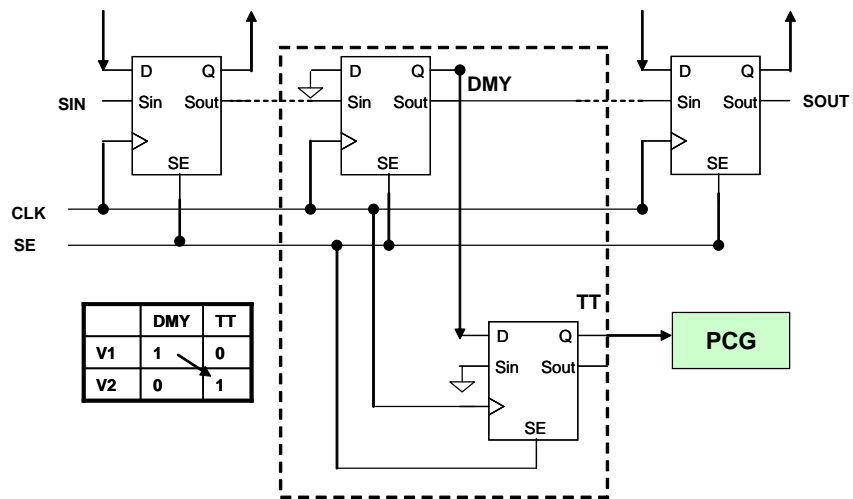 D Q
SIN Sin Sout
SE
D Q DMY
Sin Sout
SE
D Q
Sin Sout SOUT
SE
CLK
SE
TT
DMY TT
V1 1 0
V2 0 1
D Q
Sin Sout
SE
PCG